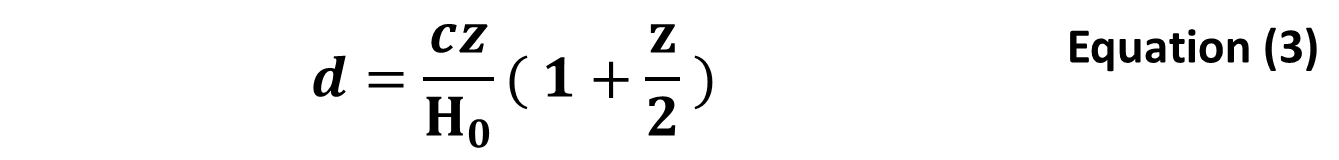 d = cz/H₀ ( 1 + z/2 ) Equation (3)